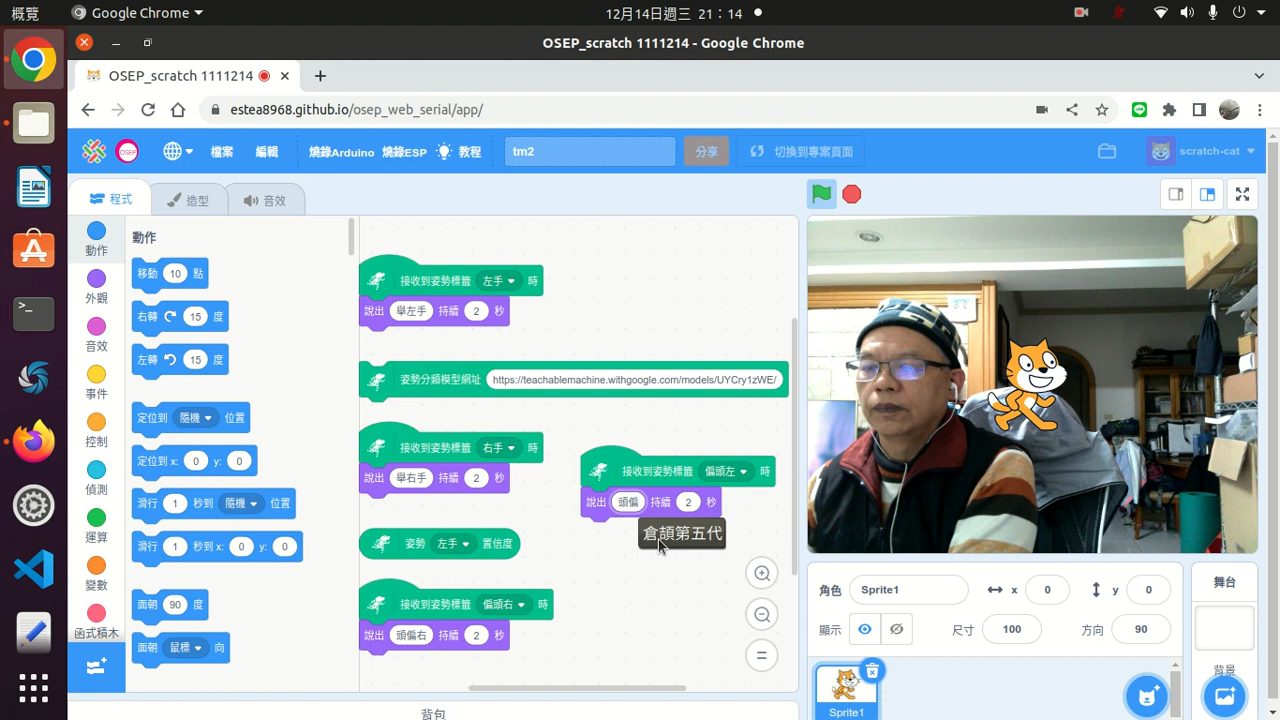 概覽
Google Chrome
12月14日週三 21：14
OSEP_scratch 1111214 - Google Chrome
OSEP_scratch 1111214
estea8968.github.io/osep_web_serial/app/
OSEP
檔案
編輯
燒錄Arduino
燒錄ESP
教程
tm2
分享
切換到專案頁面
scratch-cat
程式
造型
音效
動作
外觀
音效
事件
控制
偵測
運算
變數
函式積木
動作
移動 10 點
右轉 15 度
左轉 15 度
定位到 隨機 位置
定位到 x: 0 y: 0
滑行 1 秒到 隨機 位置
滑行 1 秒到 x: 0 y: 0
面朝 90 度
面朝 鼠標 向
接收到姿勢標籤 左手 時
說出 舉左手 持續 2 秒
姿勢分類模型網址 https://teachablemachine.withgoogle.com/models/UYCry1zWE/
接收到姿勢標籤 右手 時
說出 舉右手 持續 2 秒
接收到姿勢標籤 偏頭左 時
說出 頭偏 持續 2 秒
倉頡第五代
姿勢 左手 置信度
接收到姿勢標籤 偏頭右 時
說出 頭偏右 持續 2 秒
背包
角色 Sprite1 x 0 y 0
顯示 尺寸 100 方向 90
Sprite1
舞台
背景